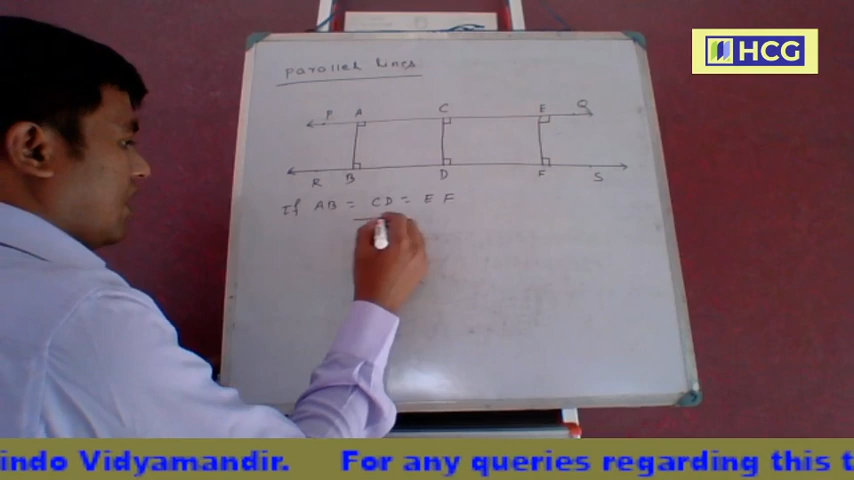 HCG
Parallel lines
P A C E Q
R B D F S
If AB = CD = EF
indo Vidyamandir. For any queries regarding this t